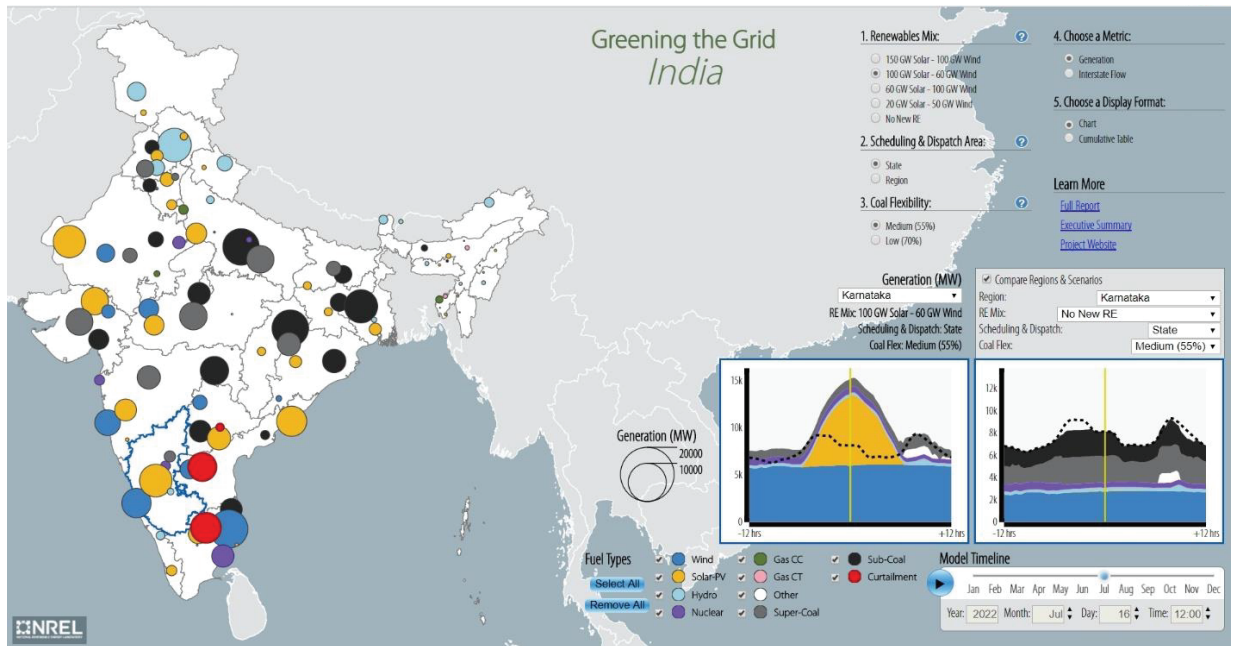 Greening the Grid
India
1. Renewables Mix: ?
150 GW Solar - 100 GW Wind
100 GW Solar - 60 GW Wind
60 GW Solar - 100 GW Wind
20 GW Solar - 50 GW Wind
No New RE
2. Scheduling & Dispatch Area: ?
State
Region
3. Coal Flexibility: ?
Medium (55%)
Low (70%)
4. Choose a Metric:
Generation
Interstate Flow
5. Choose a Display Format:
Chart
Cumulative Table
Learn More
Full Report
Executive Summary
Project Website
Generation (MW)
Karnataka
RE Mix: 100 GW Solar - 60 GW Wind
Scheduling & Dispatch: State
Coal Flex: Medium (55%)
Compare Regions & Scenarios
Region: Karnataka
RE Mix: No New RE
Scheduling & Dispatch: State
Coal Flex: Medium (55%)
15k
10k
5k
0
-12 hrs +12 hrs
12k
10k
8k
6k
4k
2k
0
-12 hrs +12 hrs
Generation (MW)
20000
10000
Fuel Types
Select All
Remove All
Wind
Solar-PV
Hydro
Nuclear
Gas CC
Gas CT
Other
Super-Coal
Sub-Coal
Curtailment
Model Timeline
Jan Feb Mar Apr May Jun Jul Aug Sep Oct Nov Dec
Year: 2022 Month: Jul Day: 16 Time: 12:00
NREL